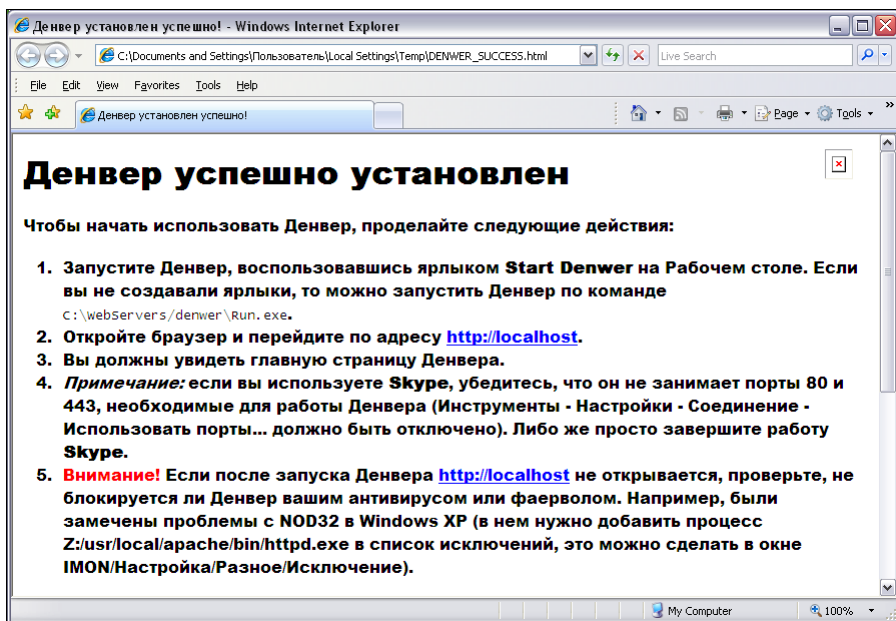 Денвер установлен успешно! - Windows Internet Explorer
C:\Documents and Settings\Пользователь\Local Settings\Temp\DENWER_SUCCESS.html
Live Search
File Edit View Favorites Tools Help
Денвер установлен успешно!
Page Tools
Денвер успешно установлен
Чтобы начать использовать Денвер, проделайте следующие действия:
1. Запустите Денвер, воспользовавшись ярлыком Start Denwer на Рабочем столе. Если
вы не создавали ярлыки, то можно запустить Денвер по команде
C:\WebServers/denwer\Run.exe.
2. Откройте браузер и перейдите по адресу http://localhost.
3. Вы должны увидеть главную страницу Денвера.
4. Примечание: если вы используете Skype, убедитесь, что он не занимает порты 80 и
443, необходимые для работы Денвера (Инструменты - Настройки - Соединение -
Использовать порты... должно быть отключено). Либо же просто завершите работу
Skype.
5. Внимание! Если после запуска Денвера http://localhost не открывается, проверьте, не
блокируется ли Денвер вашим антивирусом или фаерволом. Например, были
замечены проблемы с NOD32 в Windows XP (в нем нужно добавить процесс
Z:/usr/local/apache/bin/httpd.exe в список исключений, это можно сделать в окне
IMON/Настройка/Разное/Исключение).
My Computer
100%